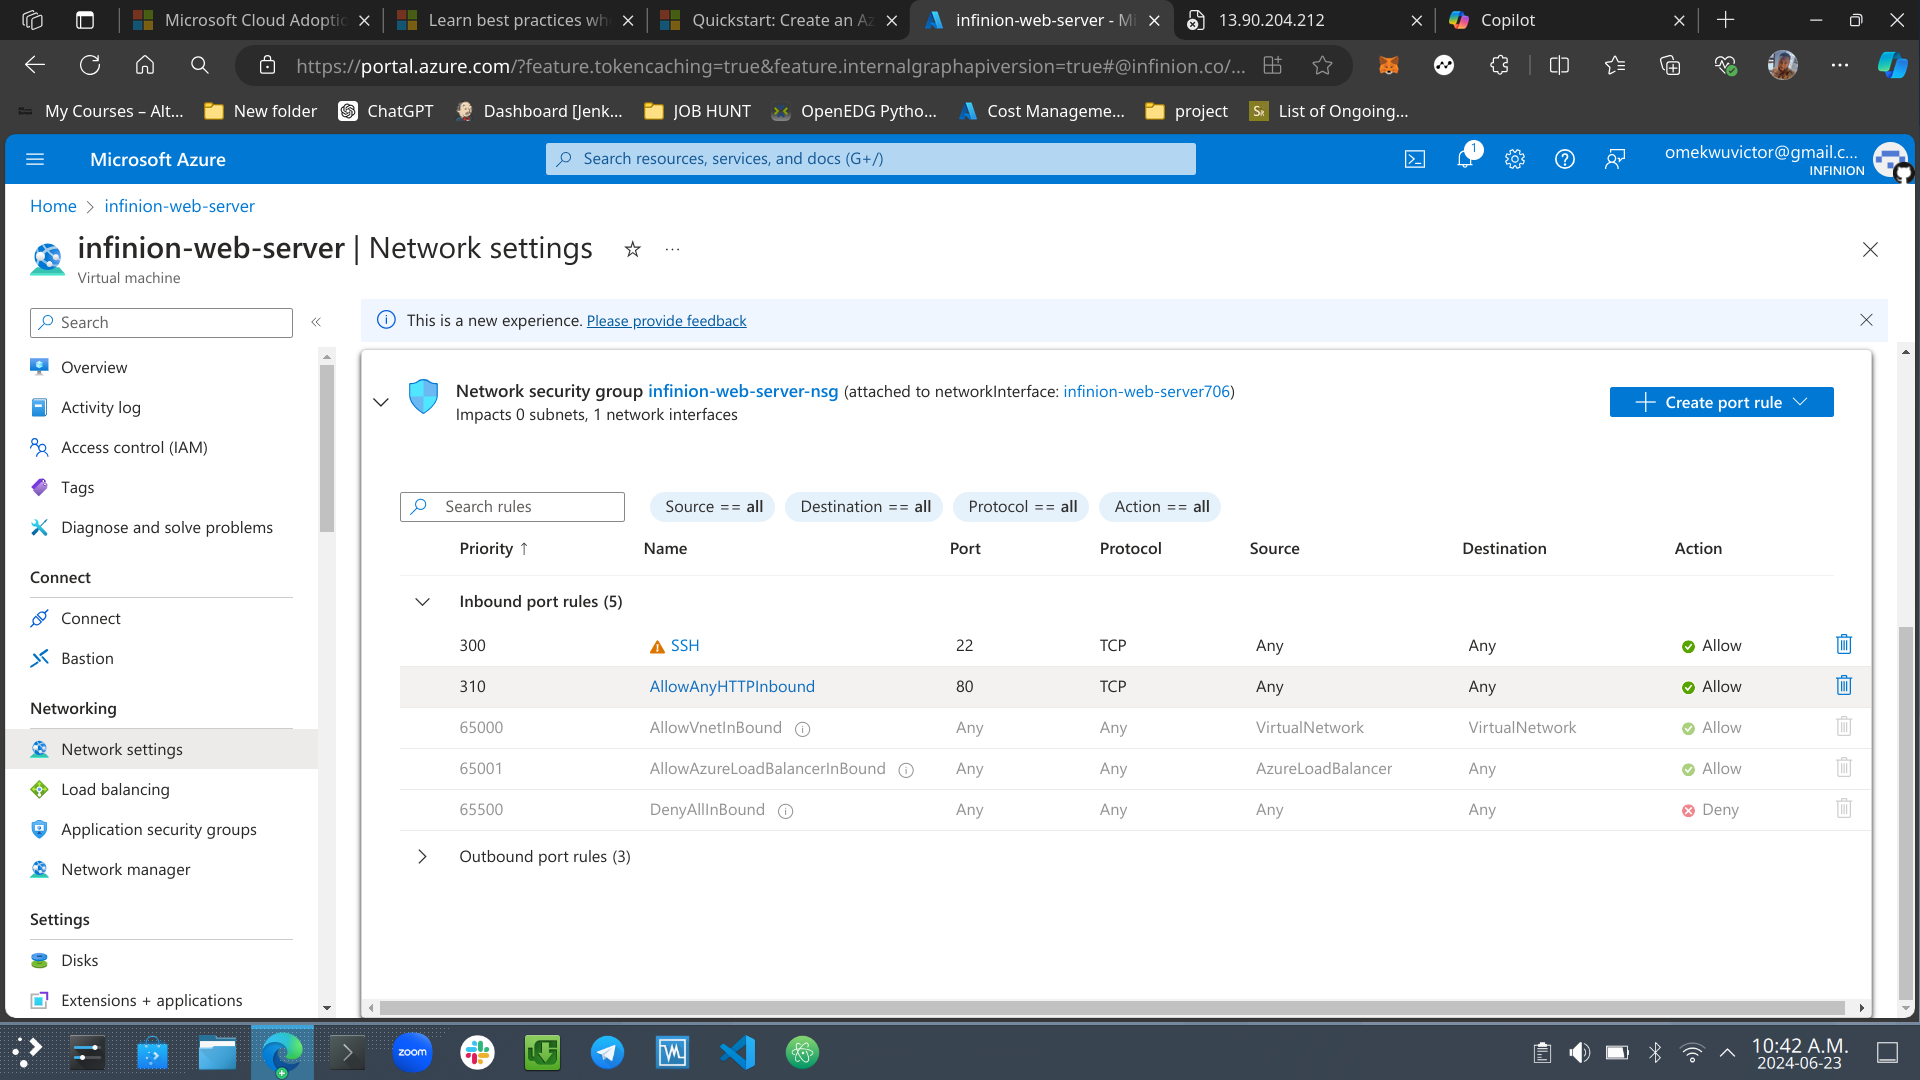 Microsoft Cloud Adoptic
Learn best practices whe
Quickstart: Create an Az
infinion-web-server - Mi
13.90.204.212
Copilot
https://portal.azure.com/?feature.tokencaching=true&feature.internalgraphapiversion=true#@infinion.co/...
My Courses – Alt...
New folder
ChatGPT
Dashboard [Jenk...
JOB HUNT
OpenEDG Pytho...
Cost Manageme...
project
SR
List of Ongoing...
Microsoft Azure
Search resources, services, and docs (G+/)
1
omekwuvictor@gmail.c...
INFINION
Home > infinion-web-server
infinion-web-server | Network settings
Virtual machine
Search
This is a new experience. Please provide feedback
Overview
Activity log
Access control (IAM)
Tags
Diagnose and solve problems
Connect
Connect
Bastion
Networking
Network settings
Load balancing
Application security groups
Network manager
Settings
Disks
Extensions + applications
Network security group infinion-web-server-nsg (attached to networkInterface: infinion-web-server706)
Impacts 0 subnets, 1 network interfaces
Create port rule
Search rules
Source == all
Destination == all
Protocol == all
Action == all
Priority ↑ Name Port Protocol Source Destination Action
Inbound port rules (5)
300 SSH 22 TCP Any Any Allow
310 AllowAnyHTTPInbound 80 TCP Any Any Allow
65000 AllowVnetInBound Any Any VirtualNetwork VirtualNetwork Allow
65001 AllowAzureLoadBalancerInBound Any Any AzureLoadBalancer Any Allow
65500 DenyAllInBound Any Any Any Any Deny
Outbound port rules (3)
zoom
10:42 A.M.
2024-06-23